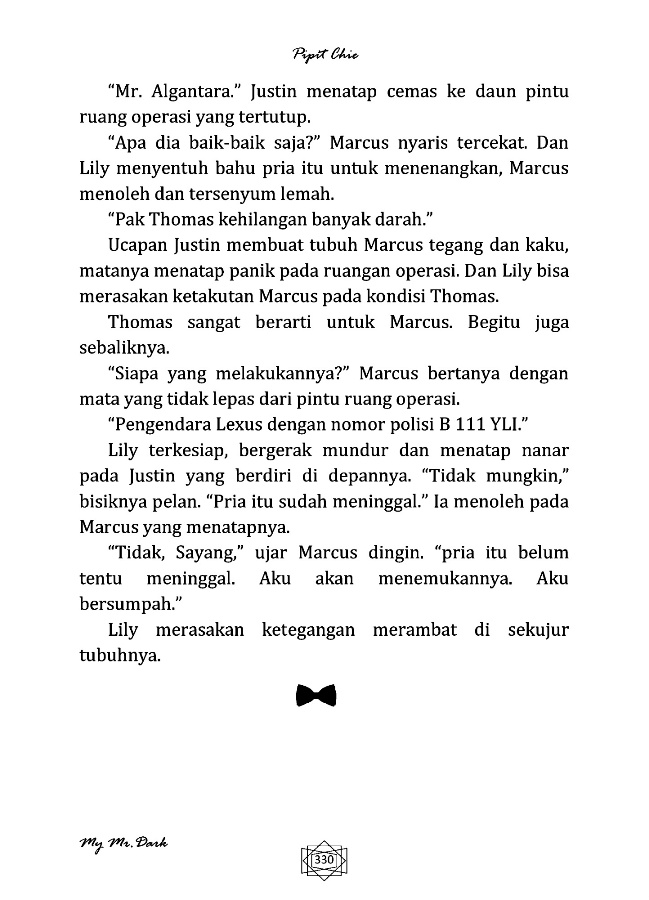 Pipit Chie
“Mr. Algantara.” Justin menatap cemas ke daun pintu
ruang operasi yang tertutup.
“Apa dia baik-baik saja?” Marcus nyaris tercekat. Dan
Lily menyentuh bahu pria itu untuk menenangkan, Marcus
menoleh dan tersenyum lemah.
“Pak Thomas kehilangan banyak darah.”
Ucapan Justin membuat tubuh Marcus tegang dan kaku,
matanya menatap panik pada ruangan operasi. Dan Lily bisa
merasakan ketakutan Marcus pada kondisi Thomas.
Thomas sangat berarti untuk Marcus. Begitu juga
sebaliknya.
“Siapa yang melakukannya?” Marcus bertanya dengan
mata yang tidak lepas dari pintu ruang operasi.
“Pengendara Lexus dengan nomor polisi B 111 YLI.”
Lily terkesiap, bergerak mundur dan menatap nanar
pada Justin yang berdiri di depannya. “Tidak mungkin,”
bisiknya pelan. “Pria itu sudah meninggal.” Ia menoleh pada
Marcus yang menatapnya.
“Tidak, Sayang,” ujar Marcus dingin. “pria itu belum
tentu meninggal. Aku akan menemukannya. Aku
bersumpah.”
Lily merasakan ketegangan merambat di sekujur
tubuhnya.
My Mr. Dark
330